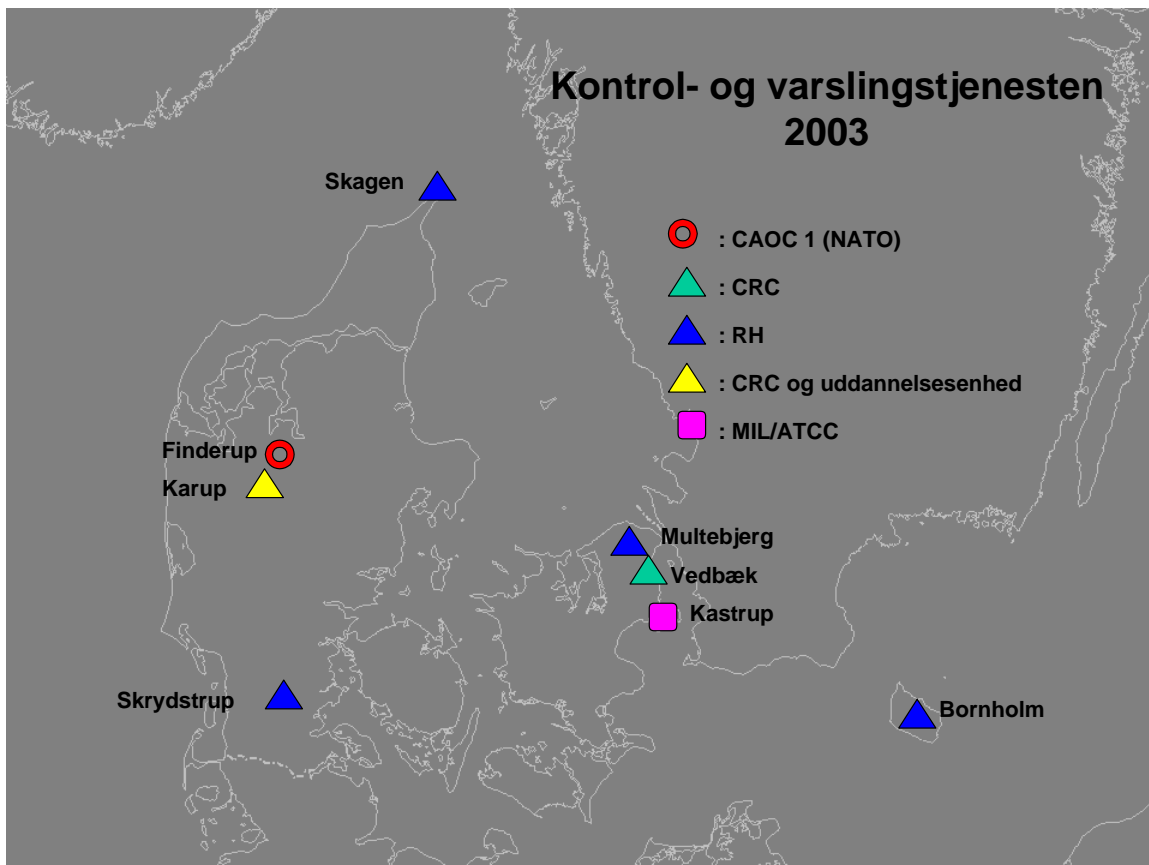 Kontrol- og varslingstjenesten
2003
Skagen
: CAOC 1 (NATO)
: CRC
: RH
: CRC og uddannelsesenhed
: MIL/ATCC
Finderup
Karup
Multebjerg
Vedbæk
Kastrup
Skrydstrup
Bornholm